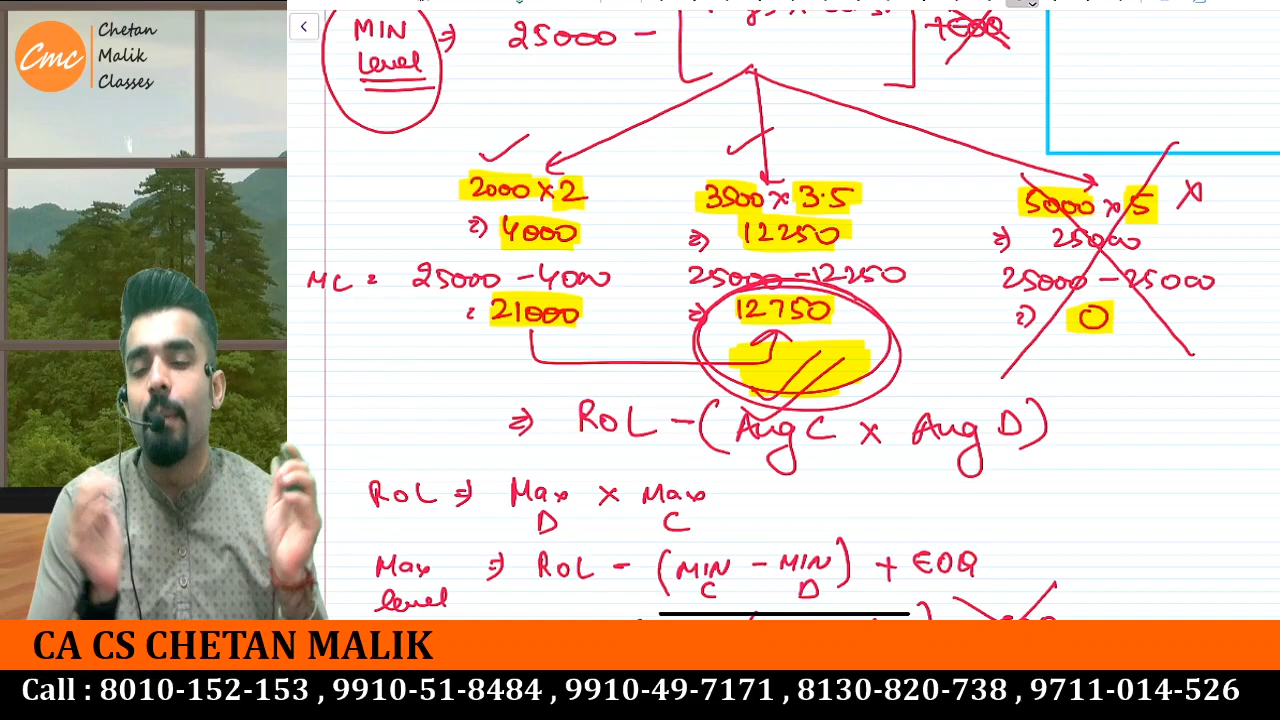 Chetan
Malik
Classes
Cmc
MIN
level
⇒ 25000 - [ ] + EOQ
2000 x 2
3500 x 3.5
5000 x 5
⇒ 4000
⇒ 12250
⇒ 25000
25000 - 4000
25000 - 12250
25000 - 25000
= 21000
⇒ 12750
⇒ 0
⇒ ROL - (Avg C x Avg D)
ROL ⇒ Max D x Max C
Max level ⇒ ROL - (MIN C - MIN D) + EOQ
CA CS CHETAN MALIK
Call : 8010-152-153 , 9910-51-8484 , 9910-49-7171 , 8130-820-738 , 9711-014-526